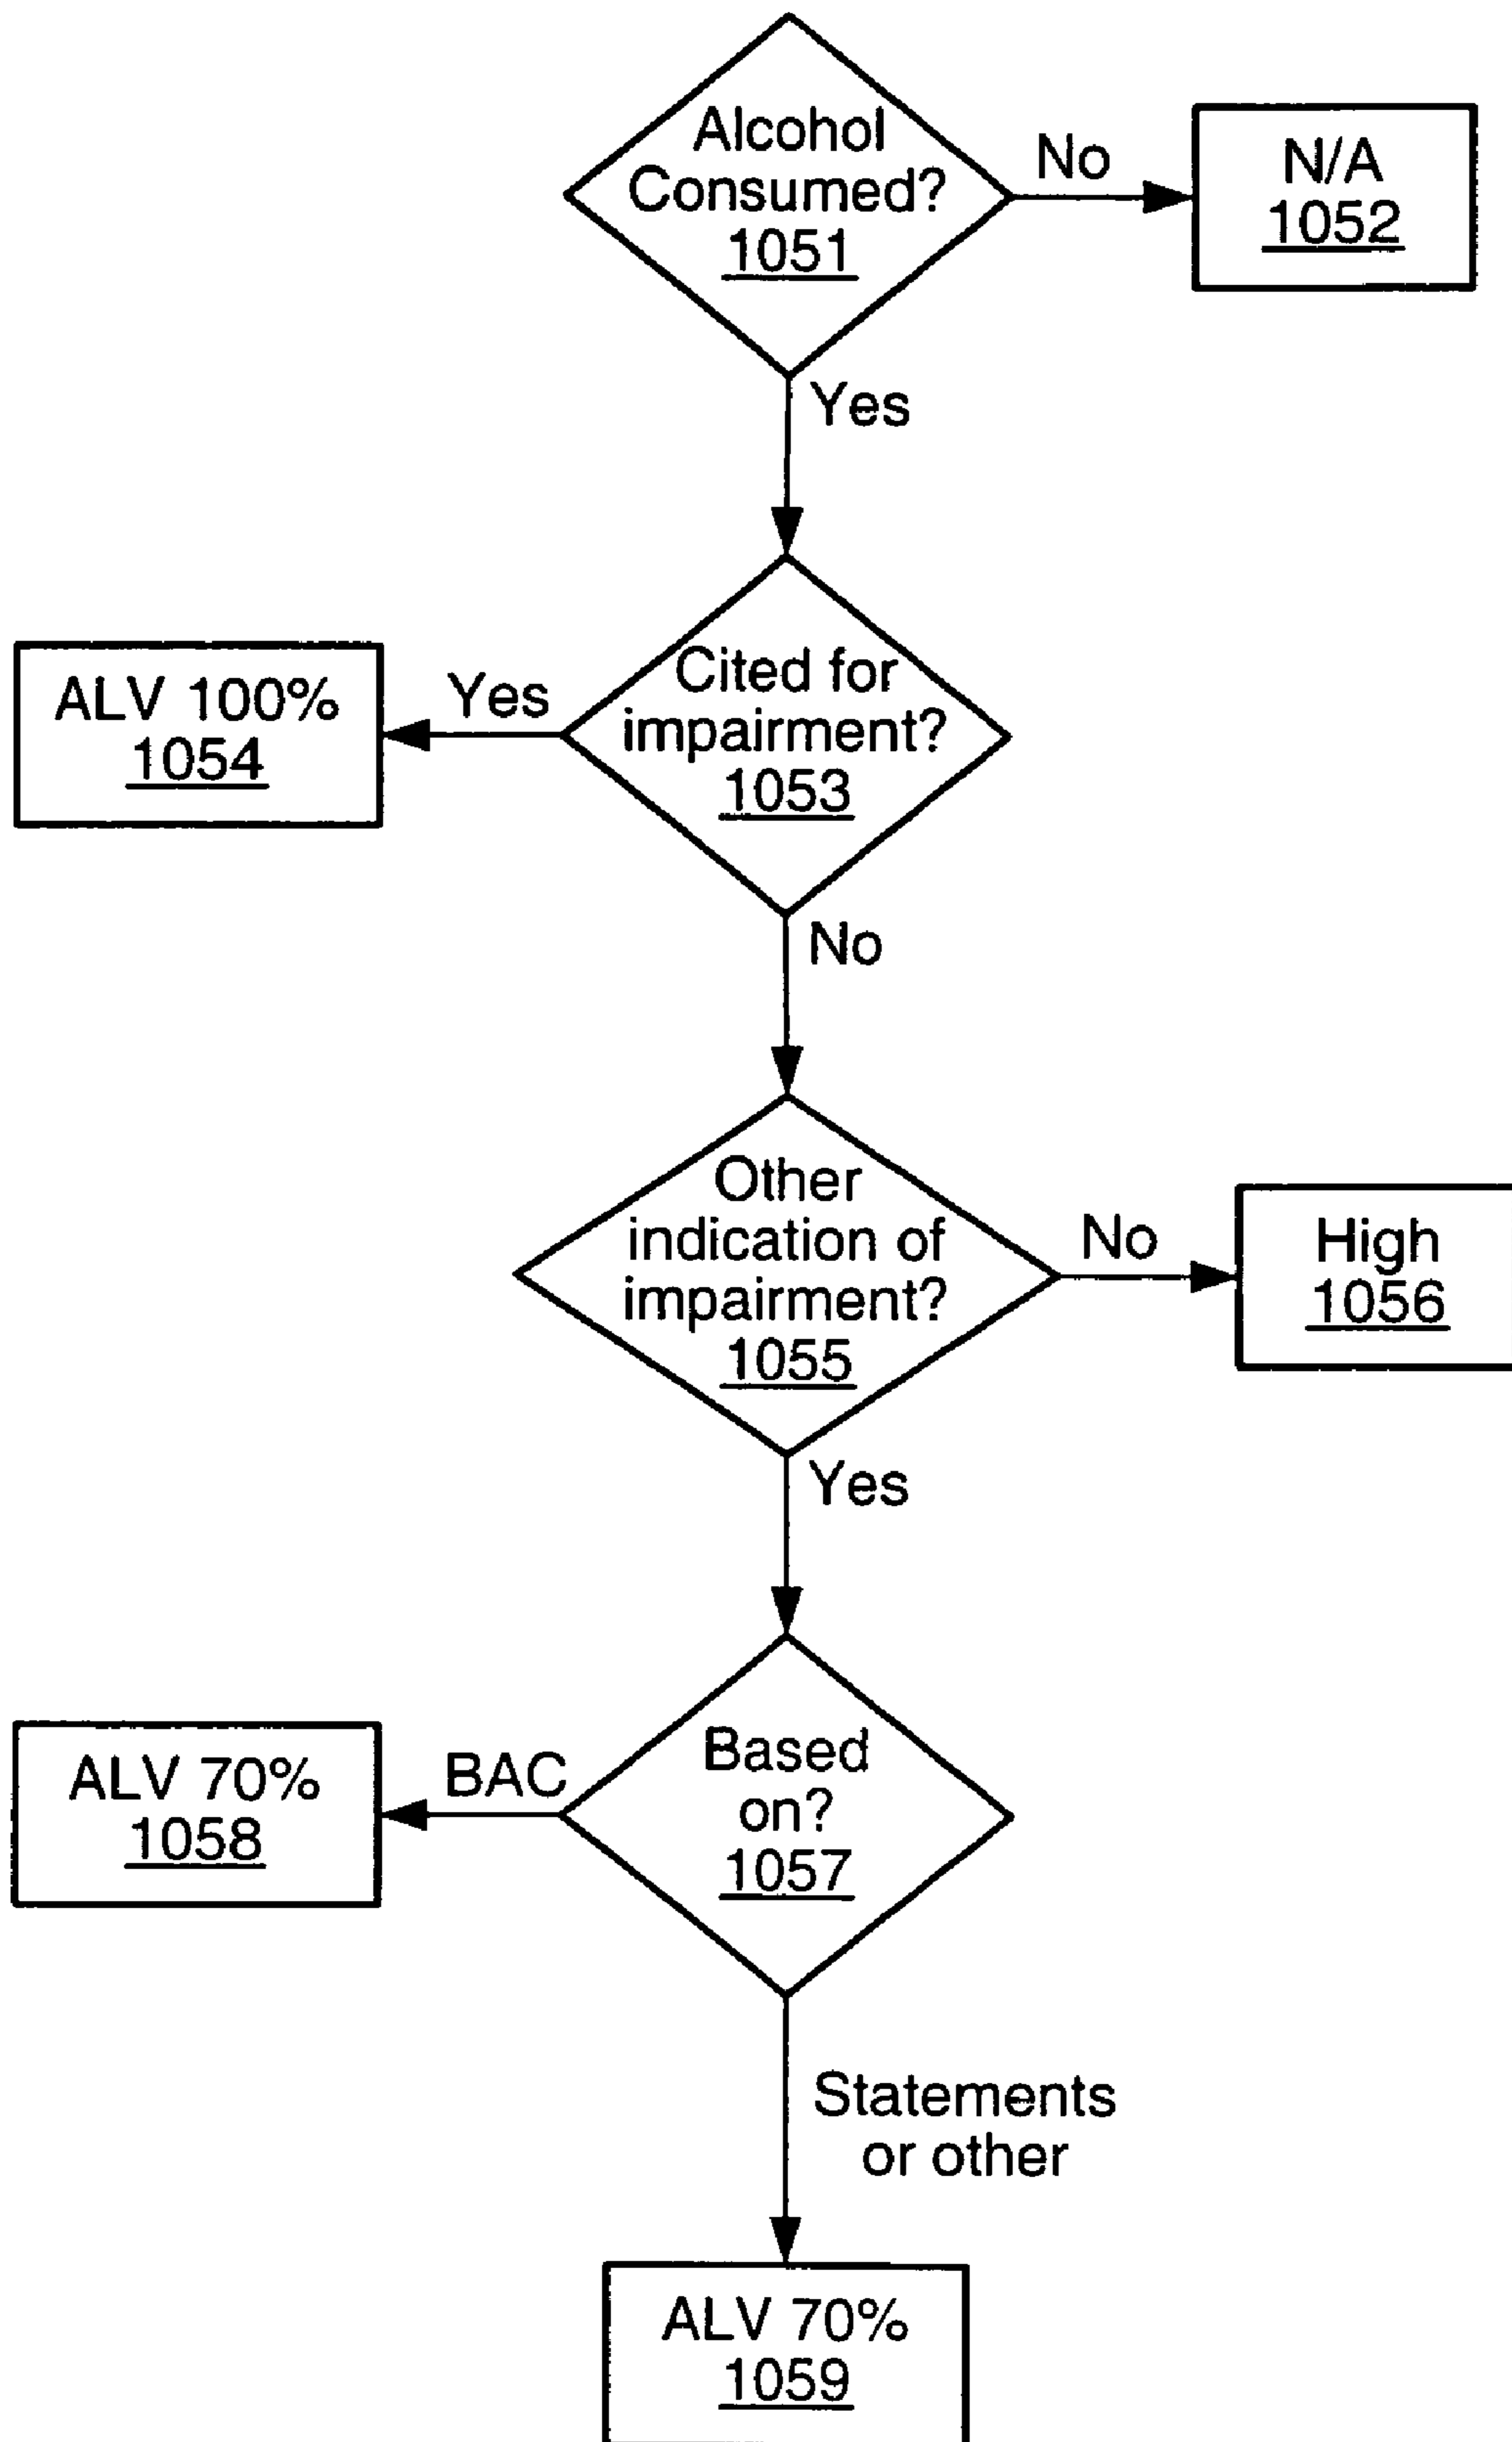 Alcohol
Consumed?
1051
No
N/A
1052
Yes
Cited for
impairment?
1053
Yes
ALV 100%
1054
No
Other
indication of
impairment?
1055
No
High
1056
Yes
Based
on?
1057
BAC
ALV 70%
1058
Statements
or other
ALV 70%
1059